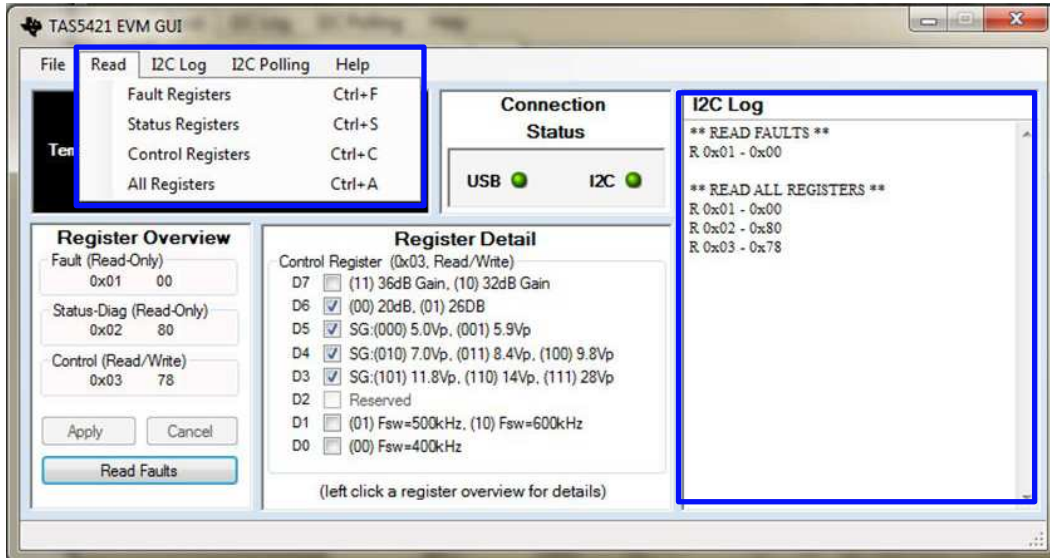 TAS5421 EVM GUI
File Read I2C Log I2C Polling Help
Fault Registers Ctrl+F
Status Registers Ctrl+S
Control Registers Ctrl+C
All Registers Ctrl+A
Connection
Status
USB I2C
I2C Log
** READ FAULTS **
R 0x01 - 0x00
** READ ALL REGISTERS **
R 0x01 - 0x00
R 0x02 - 0x80
R 0x03 - 0x78
Register Overview
Fault (Read-Only)
0x01 00
Status-Diag (Read-Only)
0x02 80
Control (Read/Write)
0x03 78
Apply Cancel
Read Faults
Register Detail
Control Register (0x03, Read/Write)
D7 (11) 36dB Gain, (10) 32dB Gain
D6 (00) 20dB, (01) 26DB
D5 SG:(000) 5.0Vp, (001) 5.9Vp
D4 SG:(010) 7.0Vp, (011) 8.4Vp, (100) 9.8Vp
D3 SG:(101) 11.8Vp, (110) 14Vp, (111) 28Vp
D2 Reserved
D1 (01) Fsw=500kHz, (10) Fsw=600kHz
D0 (00) Fsw=400kHz
(left click a register overview for details)